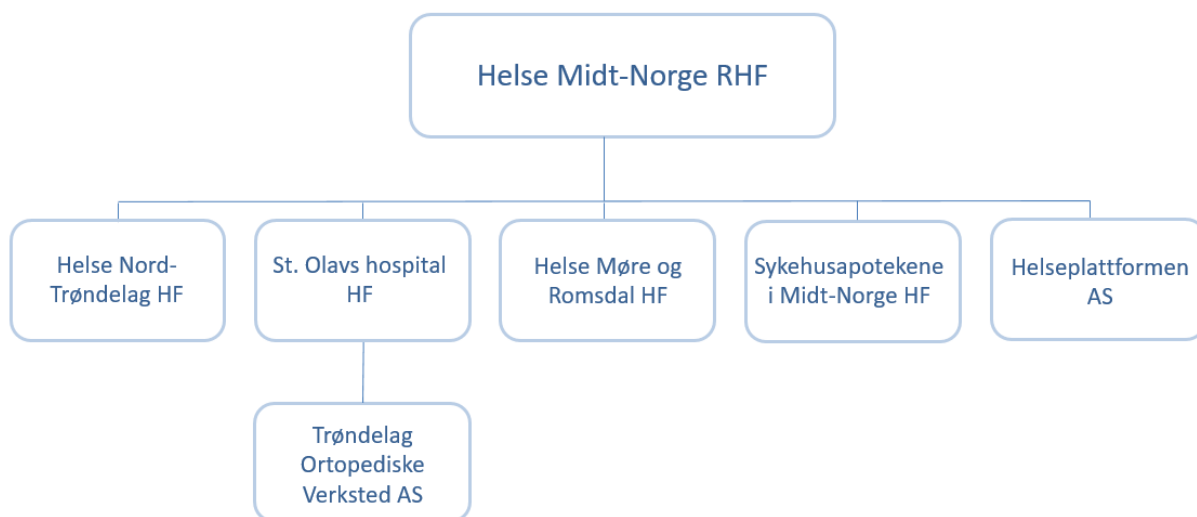 Helse Midt-Norge RHF
Helse Nord-
Trøndelag HF
St. Olavs hospital
HF
Helse Møre og
Romsdal HF
Sykehusapotekene
i Midt-Norge HF
Helseplattformen
AS
Trøndelag
Ortopediske
Verksted AS